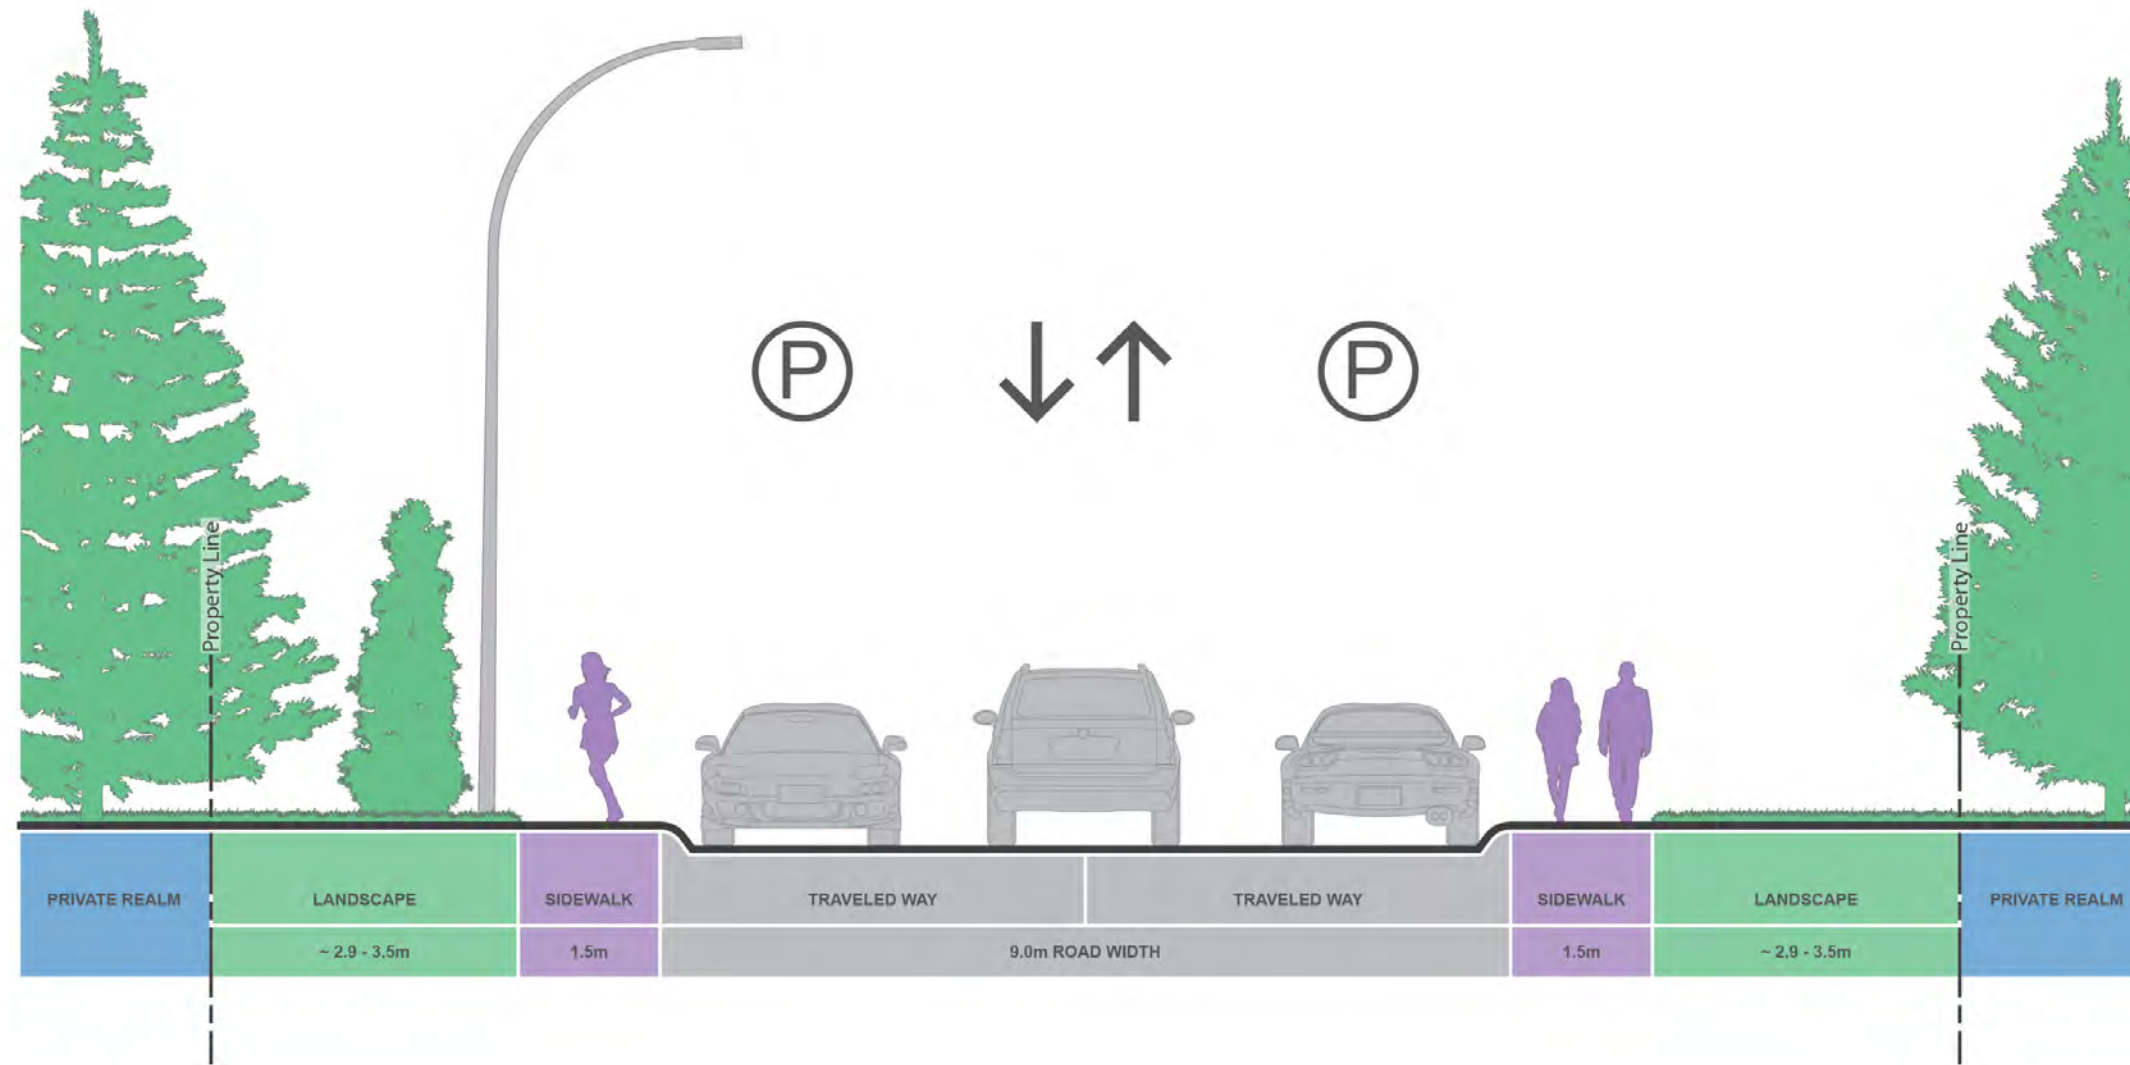 P
P
Property Line
Property Line
PRIVATE REALM
LANDSCAPE
SIDEWALK
TRAVELED WAY
TRAVELED WAY
SIDEWALK
LANDSCAPE
PRIVATE REALM
~ 2.9 - 3.5m
1.5m
9.0m ROAD WIDTH
1.5m
~ 2.9 - 3.5m